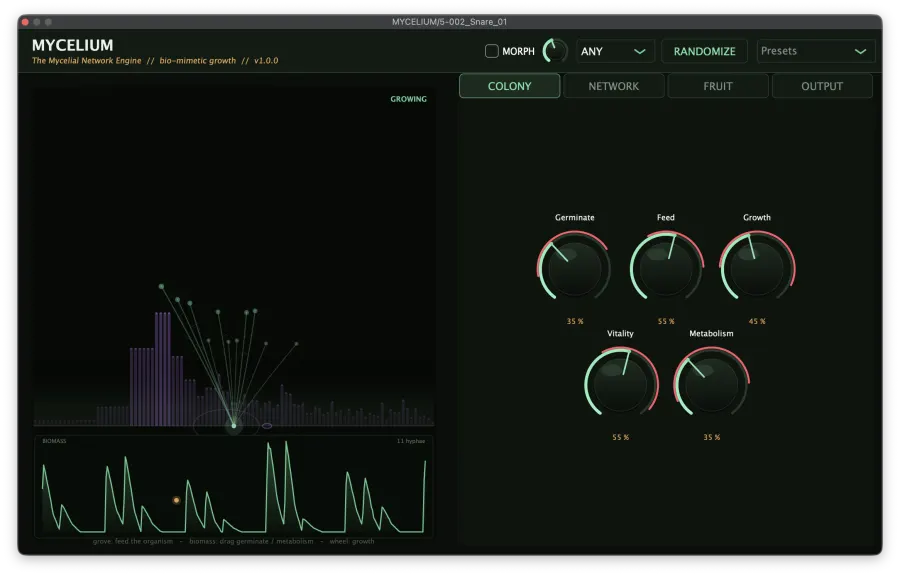 MYCELIUM/5-002_Snare_01
MYCELIUM
The Mycelial Network Engine // bio-mimetic growth // v1.0.0
MORPH
ANY
RANDOMIZE
Presets
COLONY
NETWORK
FRUIT
OUTPUT
GROWING
Germinate
Feed
Growth
35 %
55 %
45 %
Vitality
Metabolism
55 %
35 %
BIOMASS
11 hyphae
grove: feed the organism - biomass: drag germinate / metabolism - wheel: growth